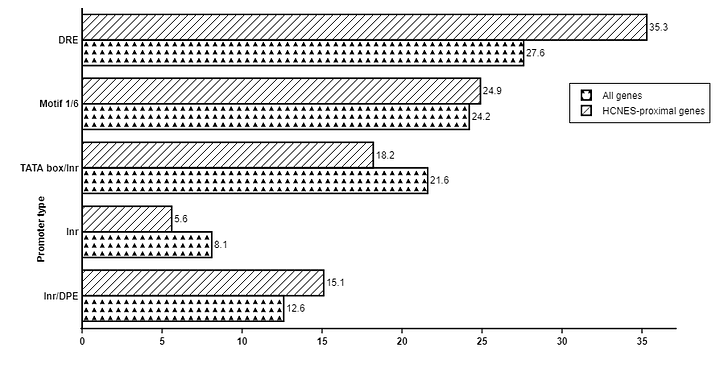 DRE
35.3
27.6
Motif 1/6
24.9
24.2
TATA box/Inr
18.2
21.6
Inr
5.6
8.1
Inr/DPE
15.1
12.6
Promoter type
0 5 10 15 20 25 30 35
All genes
HCNES-proximal genes